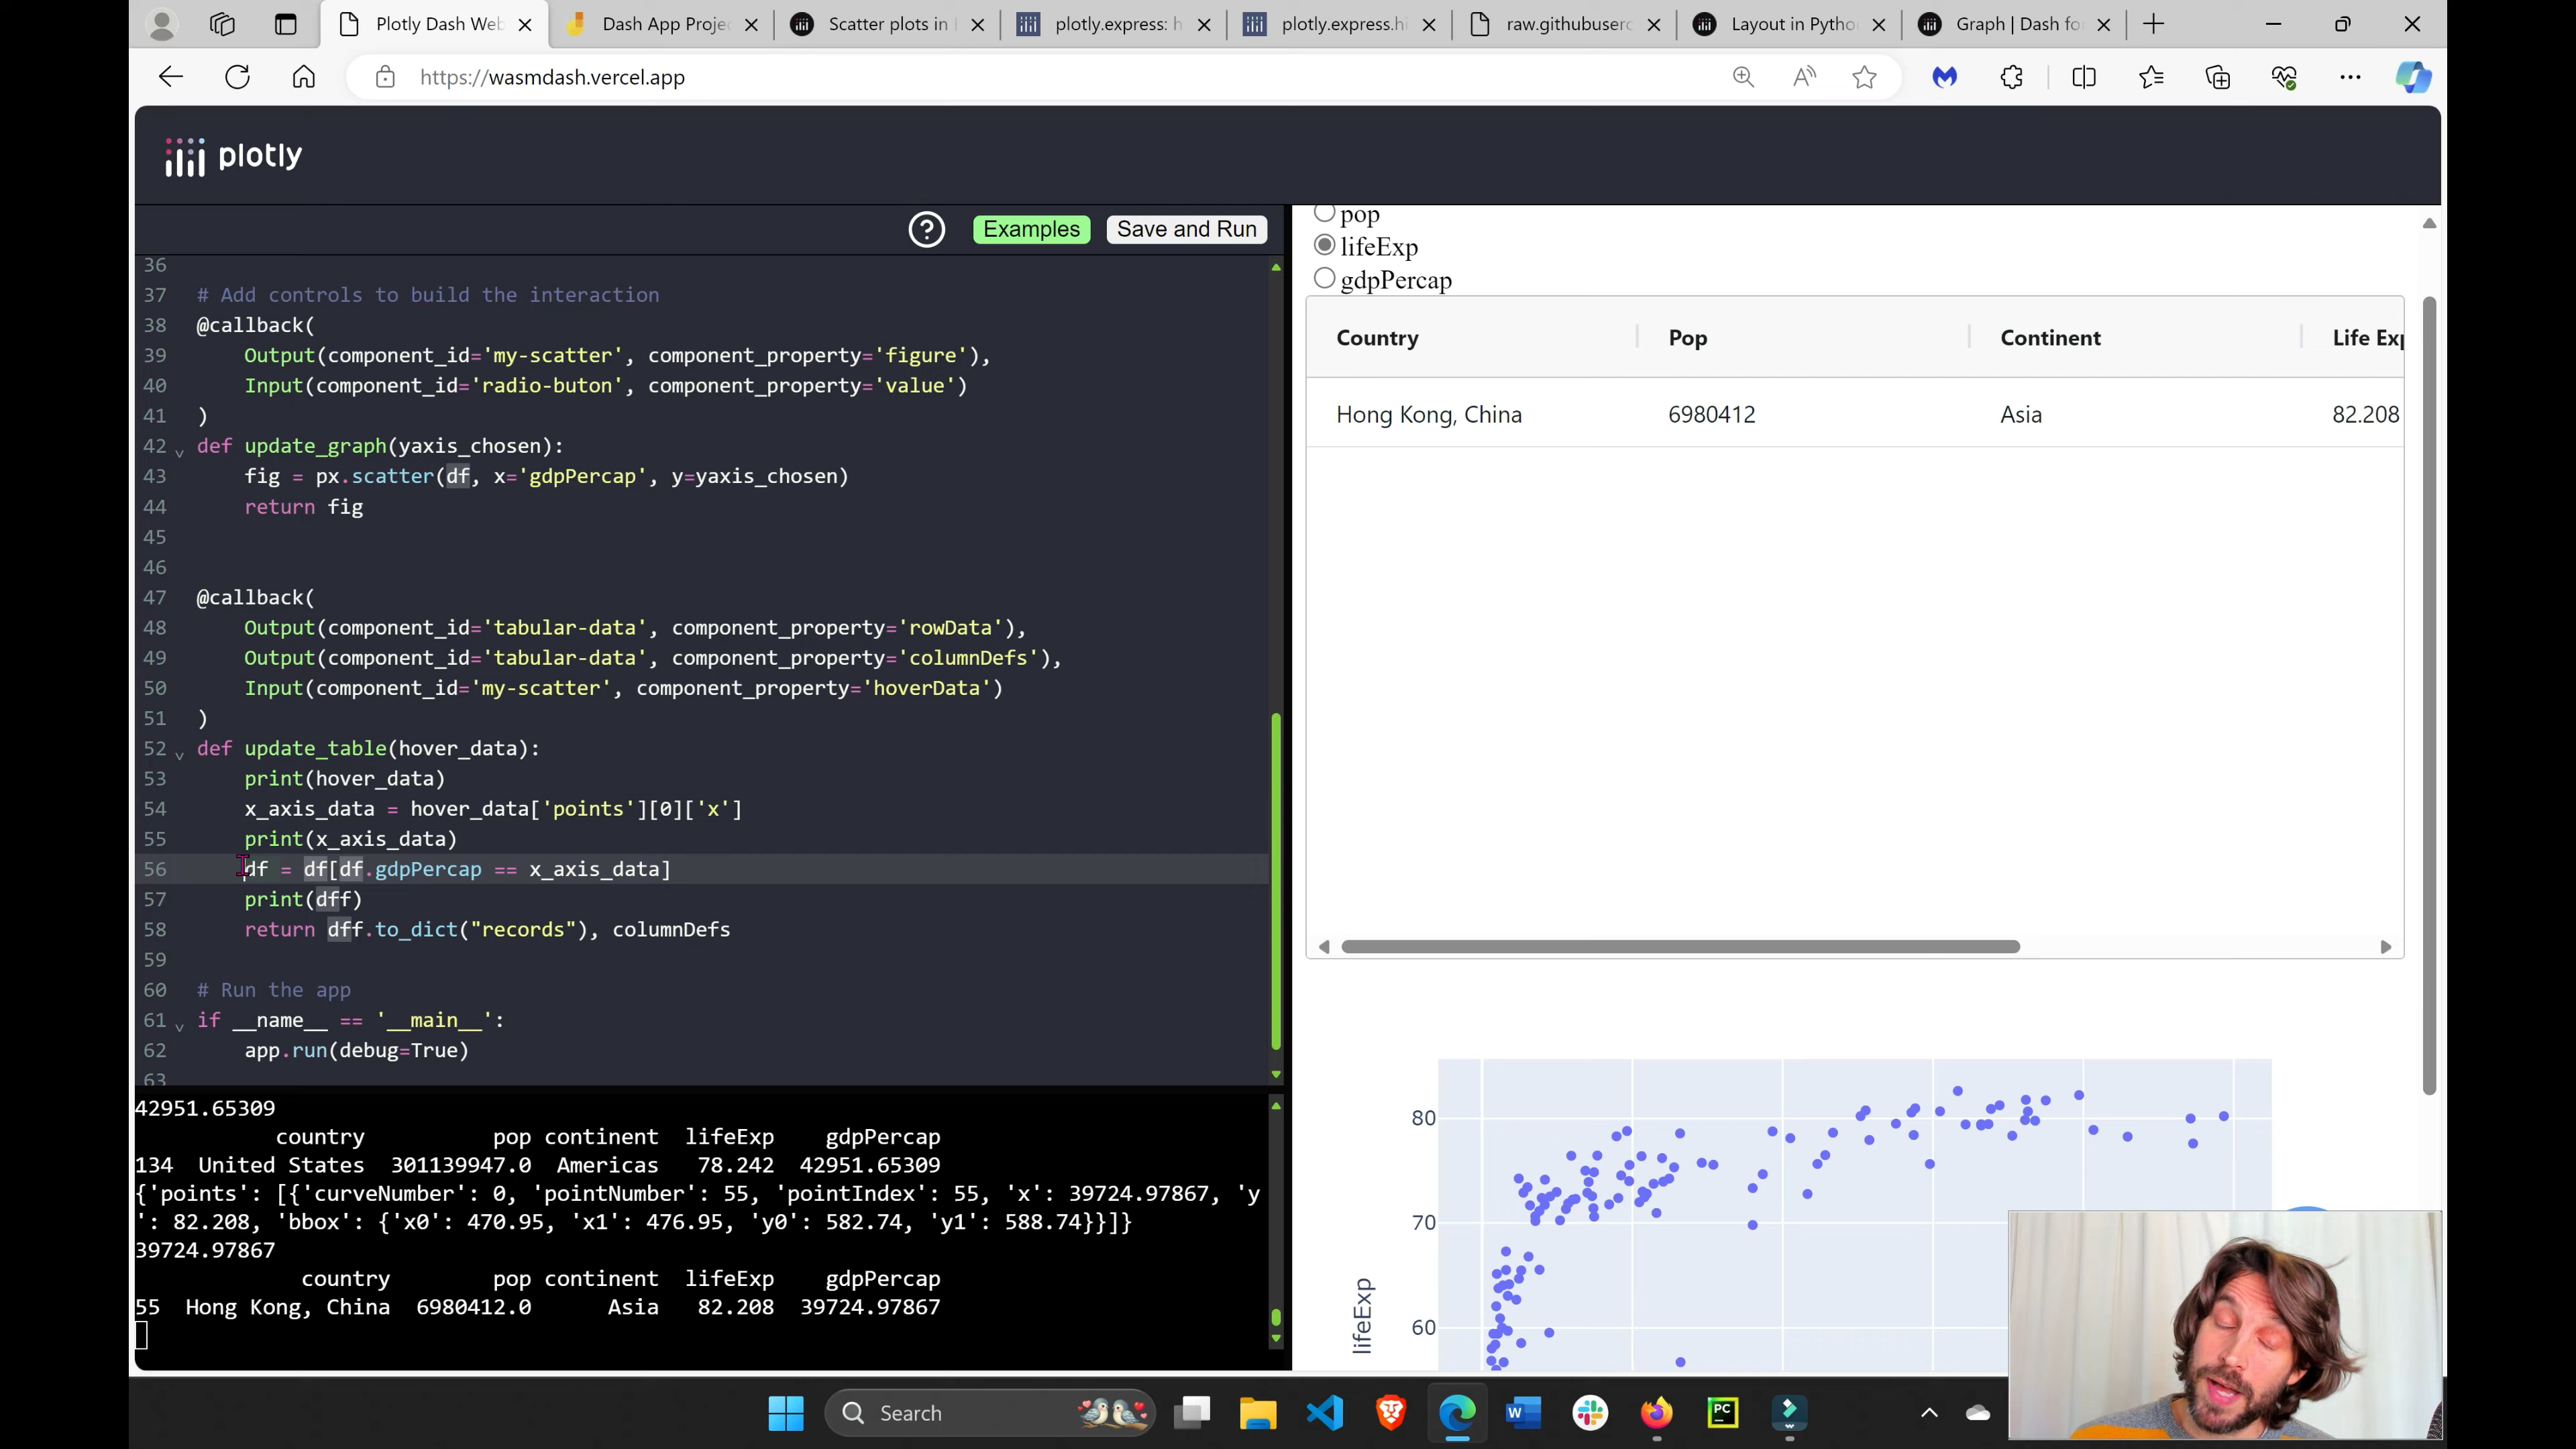 Plotly Dash Web
Dash App Projec
Scatter plots in
plotly.express: h
plotly.express.hi
raw.githubuserc
Layout in Pytho
Graph | Dash fo
https://wasmdash.vercel.app
plotly
? Examples Save and Run
36
37 # Add controls to build the interaction
38 @callback(
39 Output(component_id='my-scatter', component_property='figure'),
40 Input(component_id='radio-buton', component_property='value')
41 )
42 def update_graph(yaxis_chosen):
43 fig = px.scatter(df, x='gdpPercap', y=yaxis_chosen)
44 return fig
45
46
47 @callback(
48 Output(component_id='tabular-data', component_property='rowData'),
49 Output(component_id='tabular-data', component_property='columnDefs'),
50 Input(component_id='my-scatter', component_property='hoverData')
51 )
52 def update_table(hover_data):
53 print(hover_data)
54 x_axis_data = hover_data['points'][0]['x']
55 print(x_axis_data)
56 df = df[df.gdpPercap == x_axis_data]
57 print(dff)
58 return dff.to_dict("records"), columnDefs
59
60 # Run the app
61 if __name__ == '__main__':
62 app.run(debug=True)
63
42951.65309
country pop continent lifeExp gdpPercap
134 United States 301139947.0 Americas 78.242 42951.65309
{'points': [{'curveNumber': 0, 'pointNumber': 55, 'pointIndex': 55, 'x': 39724.97867, 'y
': 82.208, 'bbox': {'x0': 470.95, 'x1': 476.95, 'y0': 582.74, 'y1': 588.74}}]}
39724.97867
country pop continent lifeExp gdpPercap
55 Hong Kong, China 6980412.0 Asia 82.208 39724.97867
pop
lifeExp
gdpPercap
Country Pop Continent Life Exp
Hong Kong, China 6980412 Asia 82.208
80
70
60
lifeExp
Search